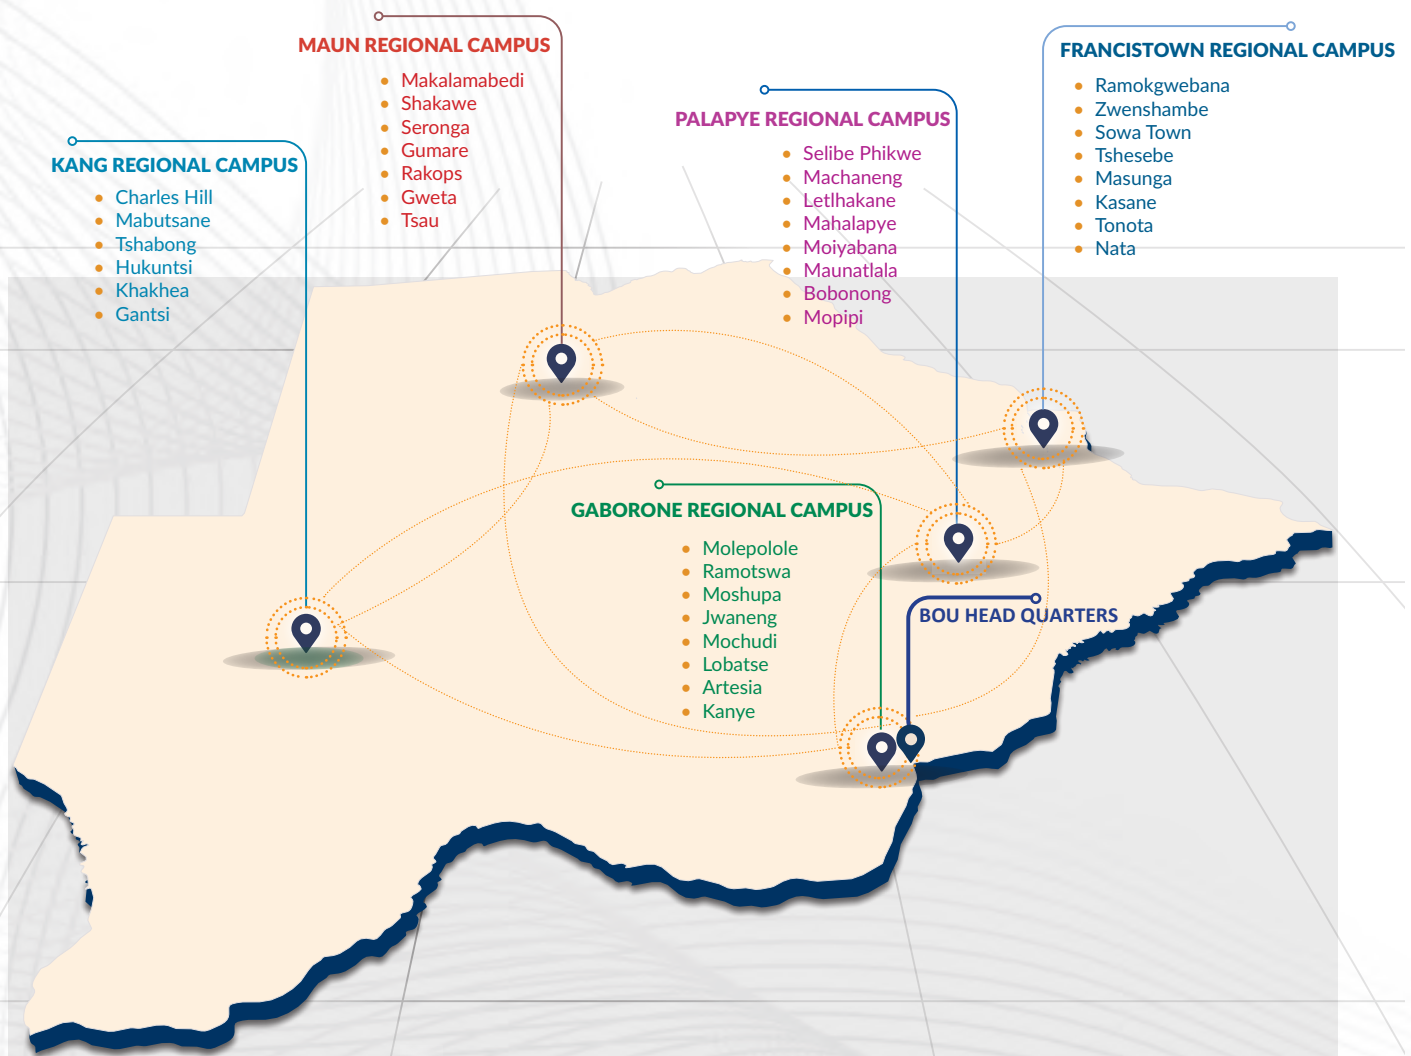 MAUN REGIONAL CAMPUS
Makalamabedi
Shakawe
Seronga
Gumare
Rakops
Gweta
Tsau
FRANCISTOWN REGIONAL CAMPUS
Ramokgwebana
Zwenshambe
Sowa Town
Tshesebe
Masunga
Kasane
Tonota
Nata
PALAPYE REGIONAL CAMPUS
Selibe Phikwe
Machaneng
Letlhakane
Mahalapye
Moiyabana
Maunatlala
Bobonong
Mopipi
KANG REGIONAL CAMPUS
Charles Hill
Mabutsane
Tshabong
Hukuntsi
Khakhea
Gantsi
GABORONE REGIONAL CAMPUS
Molepolole
Ramotswa
Moshupa
Jwaneng
Mochudi
Lobatse
Artesia
Kanye
BOU HEAD QUARTERS